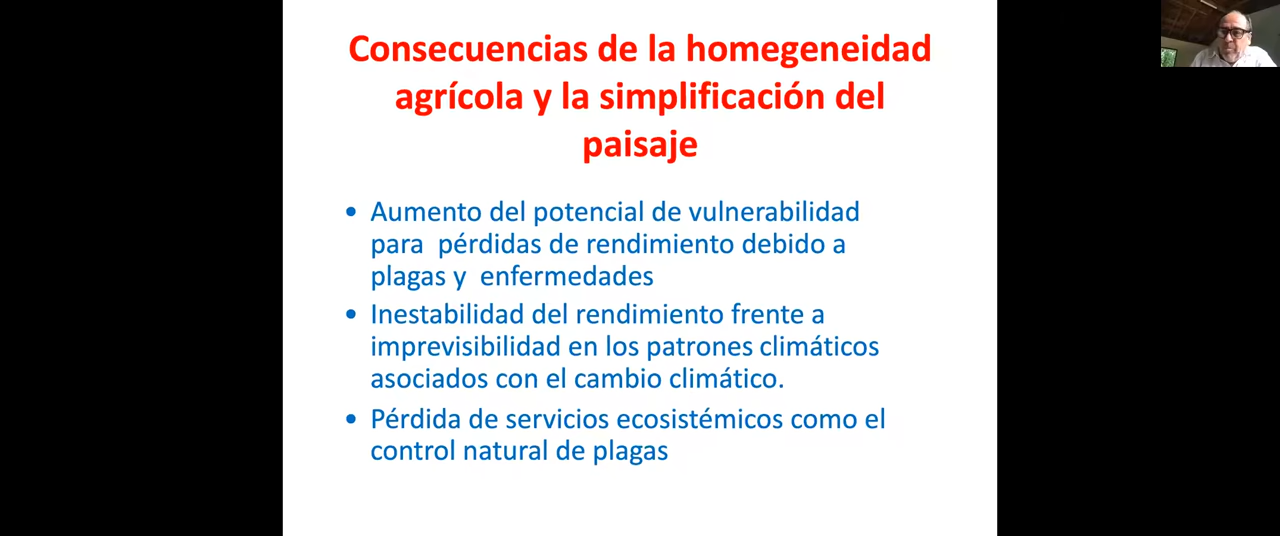 Consecuencias de la homegeneidad
agrícola y la simplificación del
paisaje
• Aumento del potencial de vulnerabilidad
para pérdidas de rendimiento debido a
plagas y enfermedades
• Inestabilidad del rendimiento frente a
imprevisibilidad en los patrones climáticos
asociados con el cambio climático.
• Pérdida de servicios ecosistémicos como el
control natural de plagas